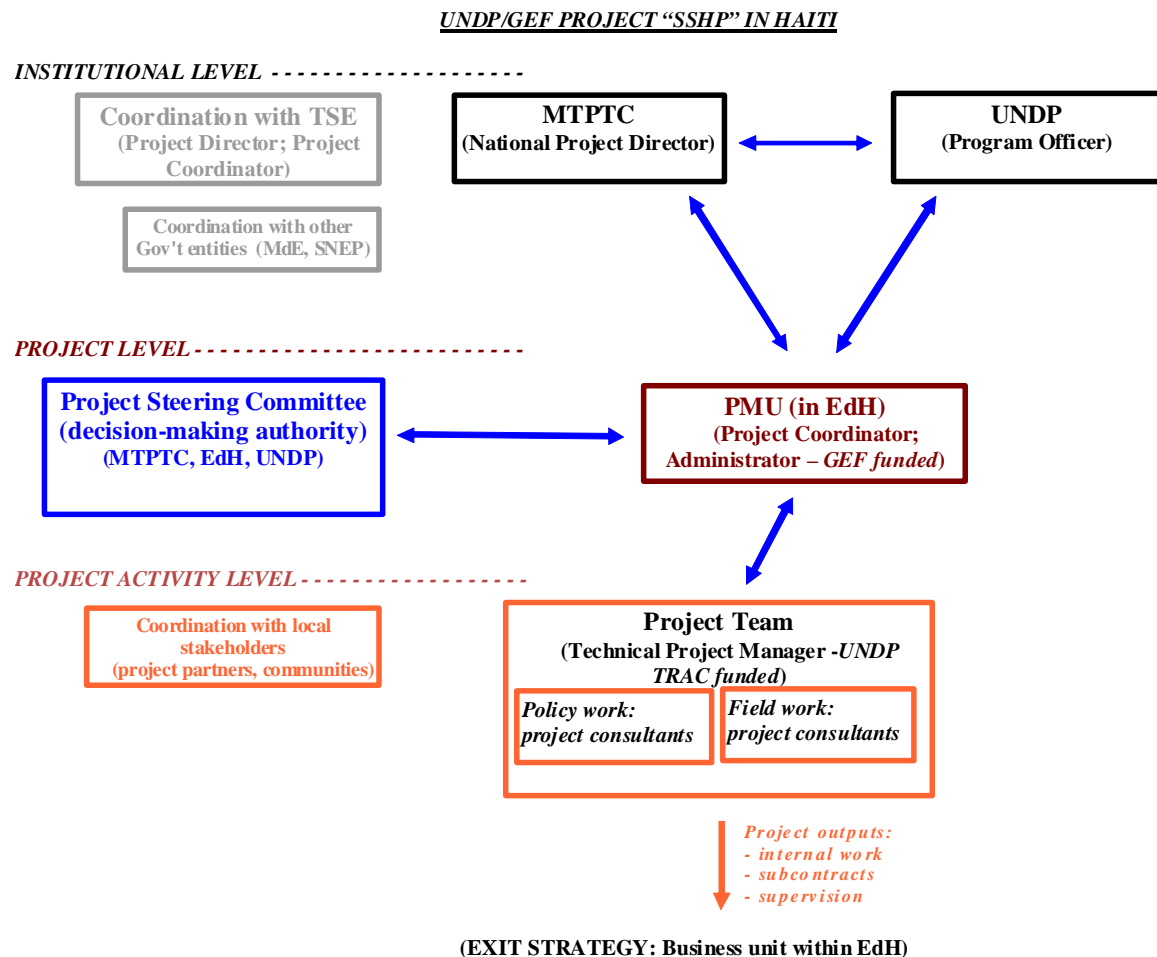 UNDP/GEF PROJECT “SSHP” IN HAITI
INSTITUTIONAL LEVEL - - - - - - - - - - - - - - - - - - - -
Coordination with TSE
(Project Director; Project
Coordinator)
MTPTC
(National Project Director)
UNDP
(Program Officer)
Coordination with other
Gov't entities (MdE, SNEP)
PROJECT LEVEL - - - - - - - - - - - - - - - - - - - - - - - - - -
Project Steering Committee
(decision-making authority)
(MTPTC, EdH, UNDP)
PMU (in EdH)
(Project Coordinator;
Administrator – GEF funded)
PROJECT ACTIVITY LEVEL - - - - - - - - - - - - - - - - - -
Coordination with local
stakeholders
(project partners, communities)
Project Team
(Technical Project Manager -UNDP
TRAC funded)
Policy work:
project consultants
Field work:
project consultants
Project outputs:
- internal work
- subcontracts
- supervision
(EXIT STRATEGY: Business unit within EdH)